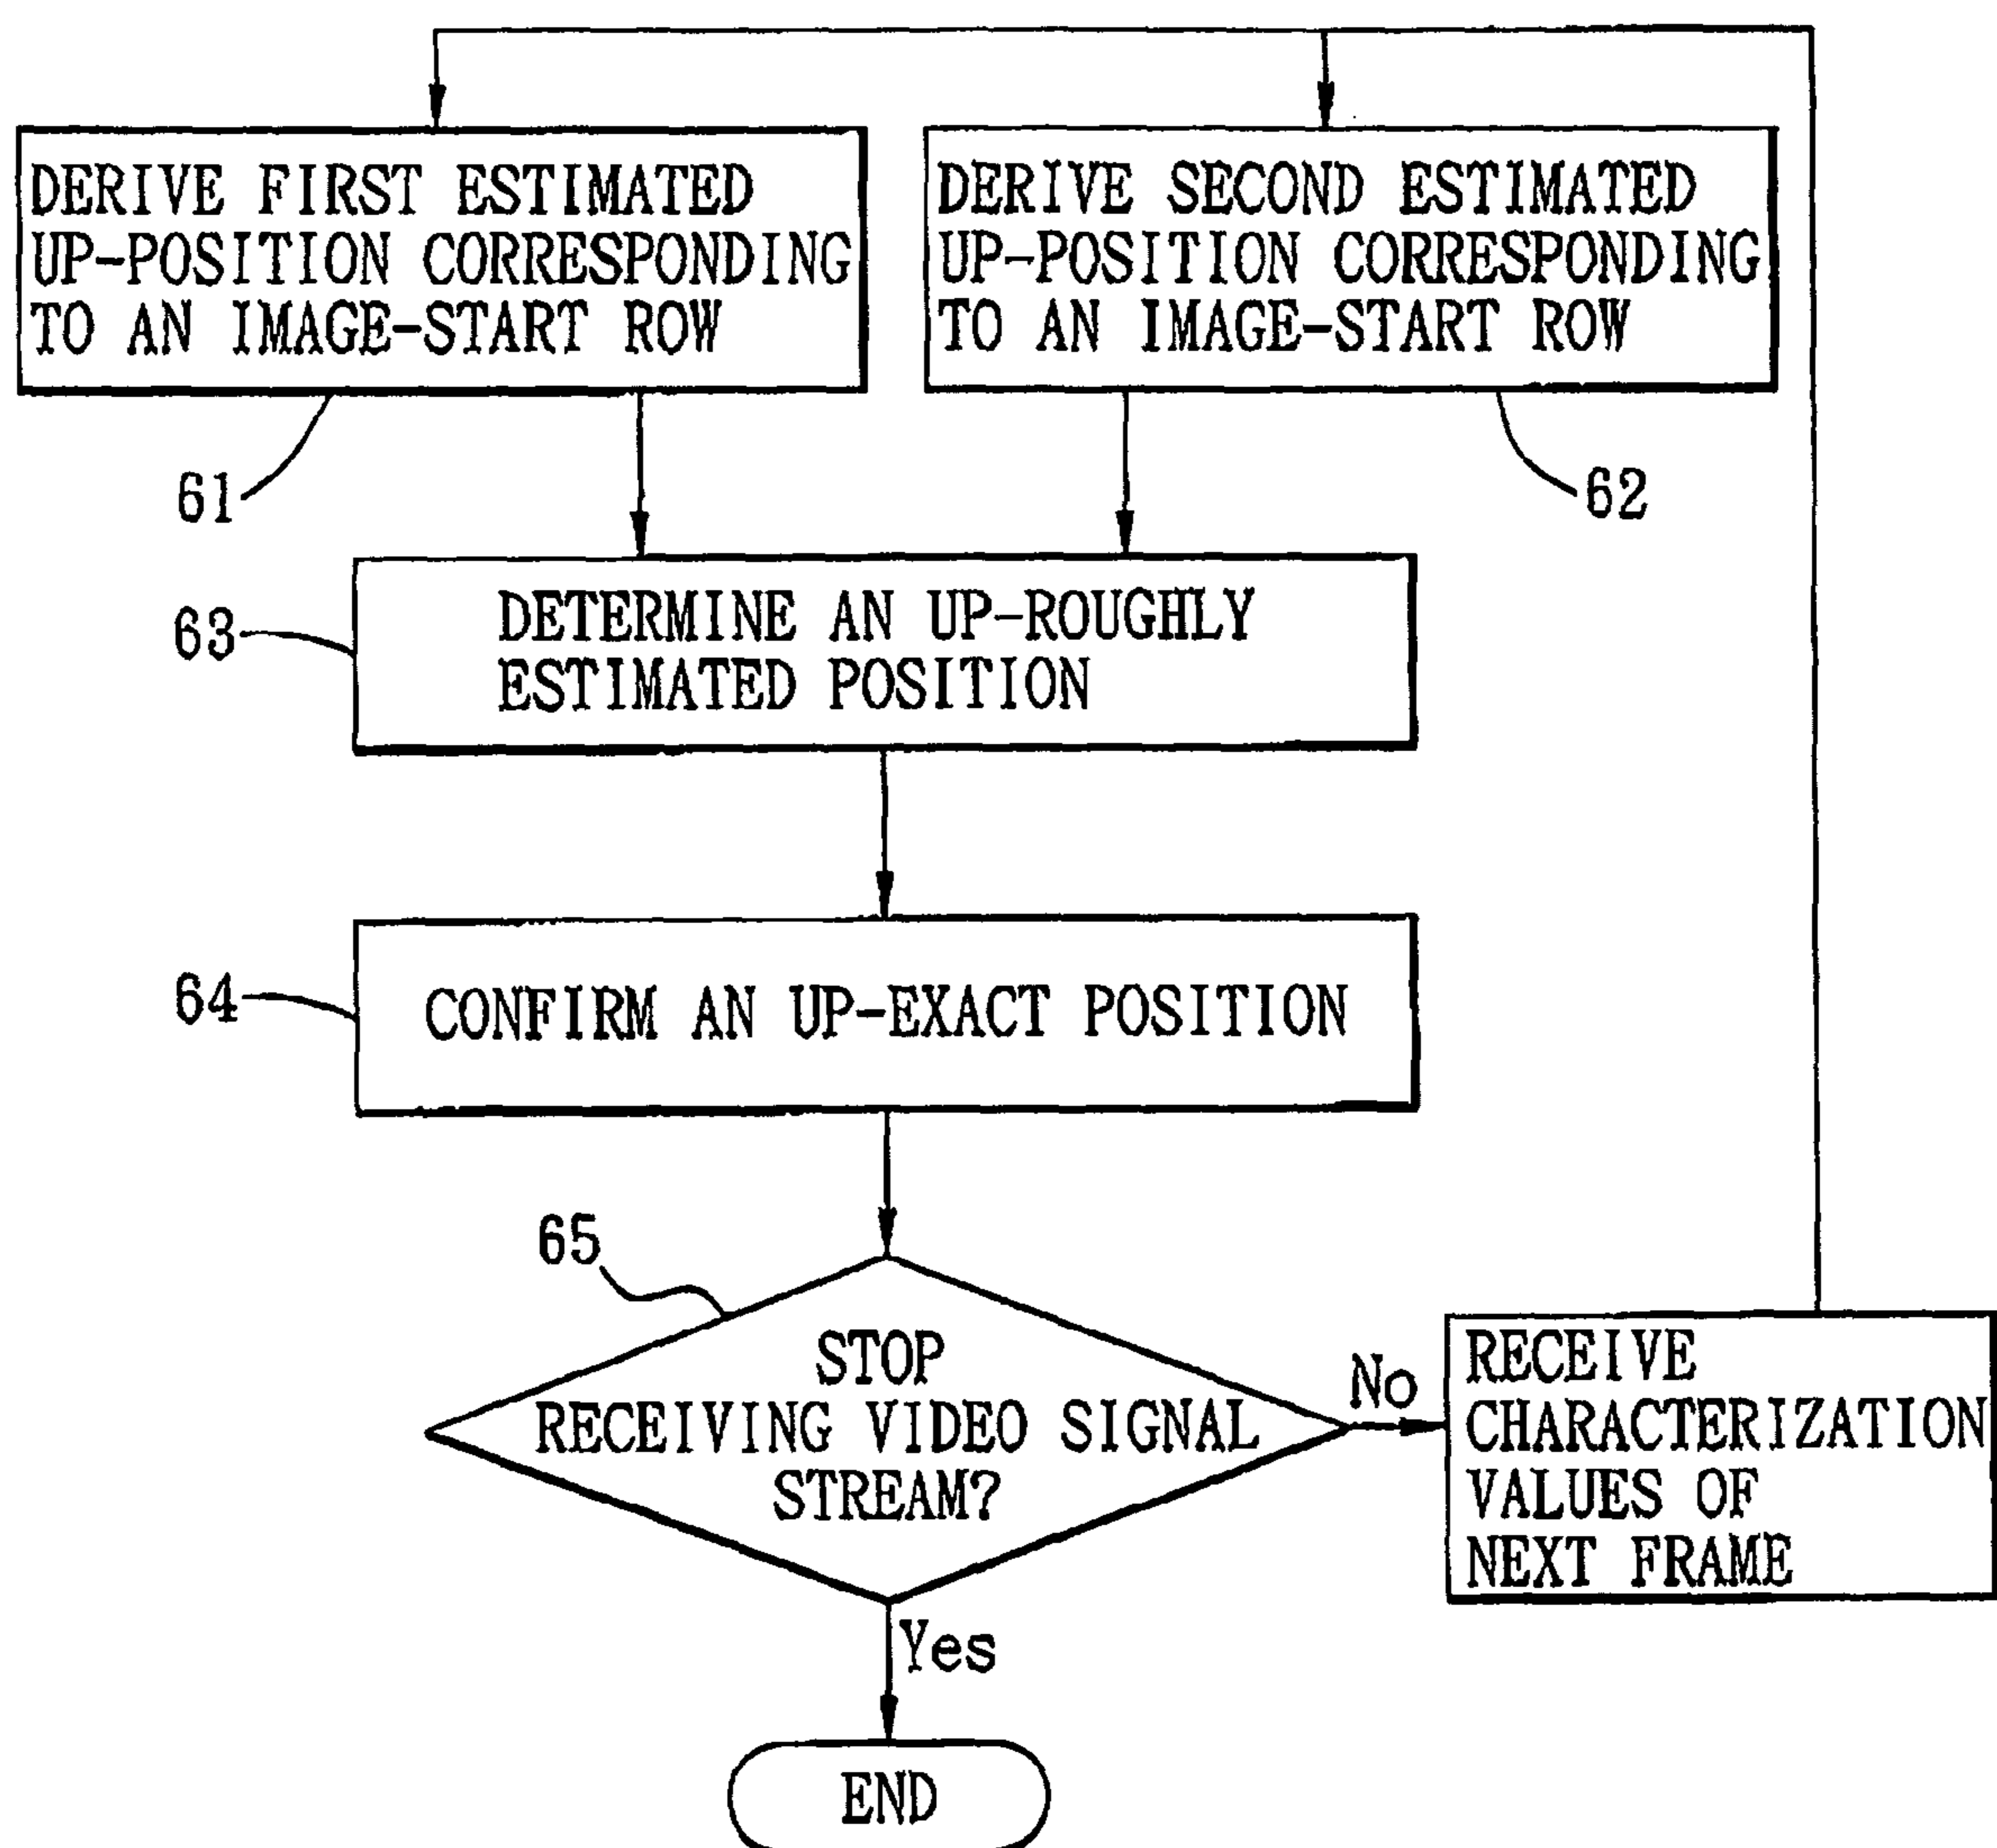 DERIVE FIRST ESTIMATED
UP-POSITION CORRESPONDING
TO AN IMAGE-START ROW
DERIVE SECOND ESTIMATED
UP-POSITION CORRESPONDING
TO AN IMAGE-START ROW
61
62
63
DETERMINE AN UP-ROUGHLY
ESTIMATED POSITION
64
CONFIRM AN UP-EXACT POSITION
65
STOP
RECEIVING VIDEO SIGNAL
STREAM?
No
RECEIVE
CHARACTERIZATION
VALUES OF
NEXT FRAME
Yes
END